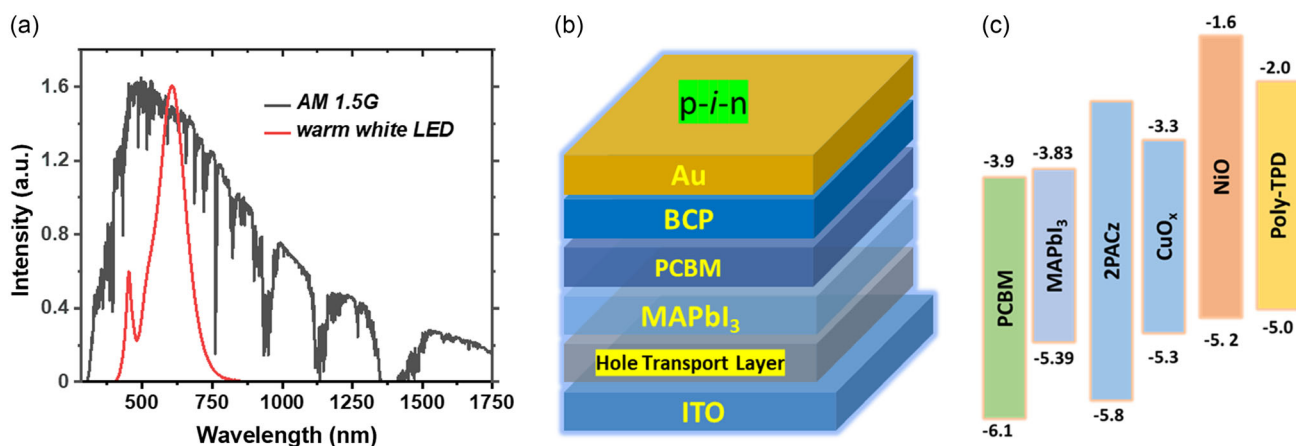 (a)
Intensity (a.u.)
1.6
1.2
0.8
0.4
0
AM 1.5G
warm white LED
500 750 1000 1250 1500 1750
Wavelength (nm)
(b)
p-i-n
Au
BCP
PCBM
MAPbI₃
Hole Transport Layer
ITO
(c)
-3.9
PCBM
-6.1
-3.83
MAPbI₃
-5.39
2PACz
-5.8
-3.3
CuOₓ
-5.3
-1.6
NiO
-5. 2
-2.0
Poly-TPD
-5.0